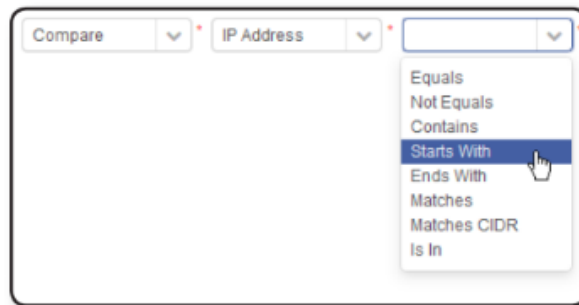 Compare * IP Address * *
Equals
Not Equals
Contains
Starts With
Ends With
Matches
Matches CIDR
Is In